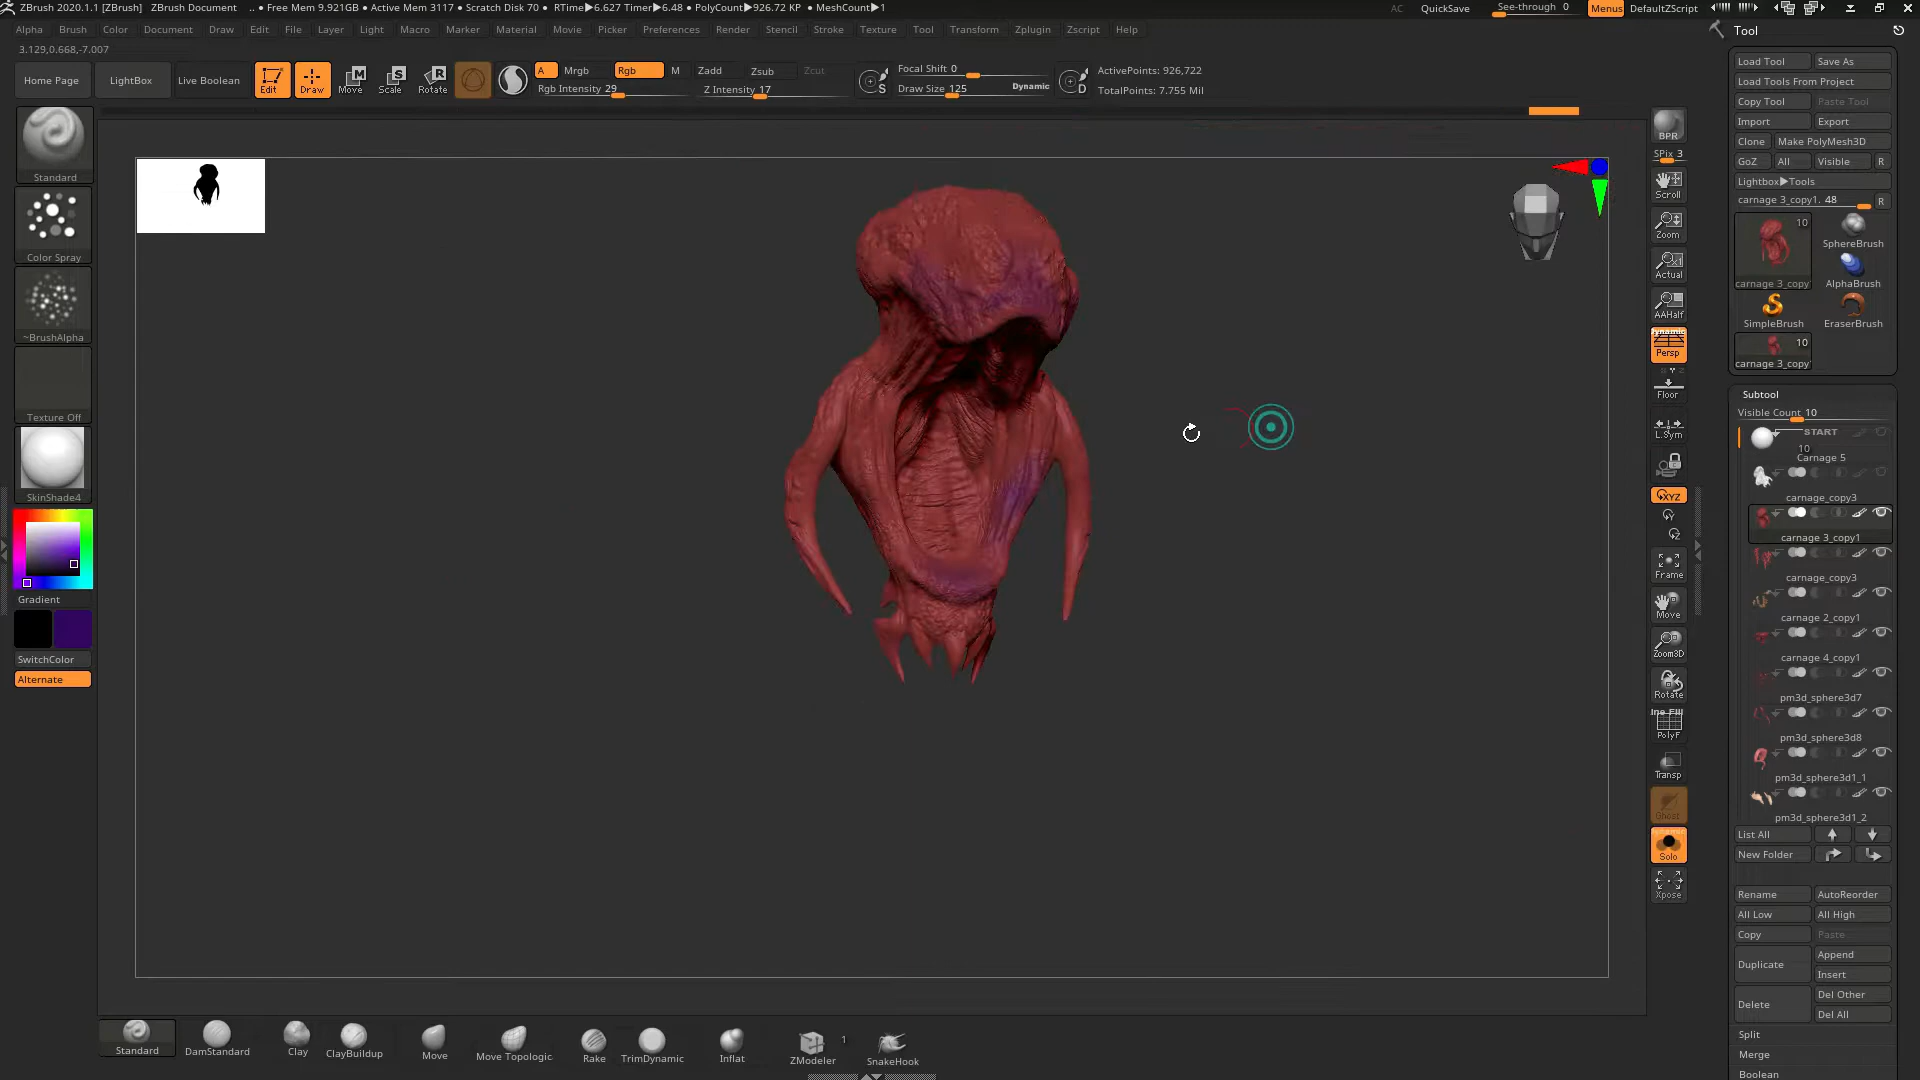 ZBrush 2020.1.1 [ZBrush] ZBrush Document .. • Free Mem 9.921GB • Active Mem 3117 • Scratch Disk 70 • RTime▶6.627 Timer▶6.48 • PolyCount▶926.72 KP • MeshCount▶1 AC QuickSave See-through 0 Menus DefaultZScript
Alpha Brush Color Document Draw Edit File Layer Light Macro Marker Material Movie Picker Preferences Render Stencil Stroke Texture Tool Transform Zplugin Zscript Help
3.129,0.668,-7.007
Home Page LightBox Live Boolean Edit Draw Move Scale Rotate
A Mrgb Rgb M Zadd Zsub Zcut
Rgb Intensity 29 Z Intensity 17
Focal Shift 0
Draw Size 125 Dynamic
ActivePoints: 926,722
TotalPoints: 7.755 Mil
Standard
Color Spray
~BrushAlpha
Texture Off
SkinShade4
Gradient
SwitchColor
Alternate
BPR
SPix 3
Scroll
Zoom
Actual
AAHalf
Dynamic
Persp
Floor
L.Sym
XYZ
Frame
Move
Zoom3D
Rotate
Line Fill
PolyF
Transp
Ghost
Dynamic
Solo
Xpose
Tool
Load Tool Save As
Load Tools From Project
Copy Tool Paste Tool
Import Export
Clone Make PolyMesh3D
GoZ All Visible R
Lightbox▶Tools
carnage 3_copy1. 48 R
10
carnage 3_copy SphereBrush
AlphaBrush
SimpleBrush EraserBrush
10
carnage 3_copy
Subtool
Visible Count 10
START
10
Carnage 5
carnage_copy3
carnage 3_copy1
carnage_copy3
carnage 2_copy1
carnage 4_copy1
pm3d_sphere3d7
pm3d_sphere3d8
pm3d_sphere3d1_1
pm3d_sphere3d1_2
List All
New Folder
Rename AutoReorder
All Low All High
Copy Paste
Duplicate Append
Insert
Delete Del Other
Del All
Split
Merge
Boolean
Standard DamStandard Clay ClayBuildup Move Move Topologic Rake TrimDynamic Inflat ZModeler 1 SnakeHook